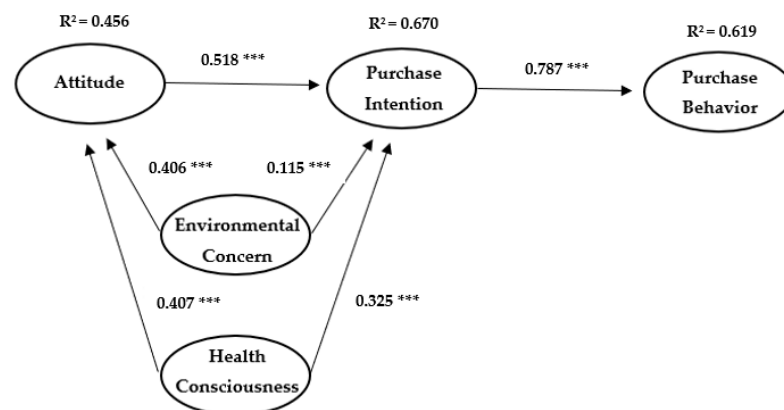 R² = 0.456
R² = 0.670
R² = 0.619
Attitude
0.518 ***
Purchase
Intention
0.787 ***
Purchase
Behavior
0.406 ***
0.115 ***
Environmental
Concern
0.407 ***
0.325 ***
Health
Consciousness